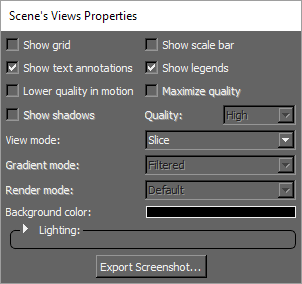 Scene's Views Properties
Show grid Show scale bar
Show text annotations Show legends
Lower quality in motion Maximize quality
Show shadows Quality: High
View mode: Slice
Gradient mode: Filtered
Render mode: Default
Background color:
Lighting:
Export Screenshot...